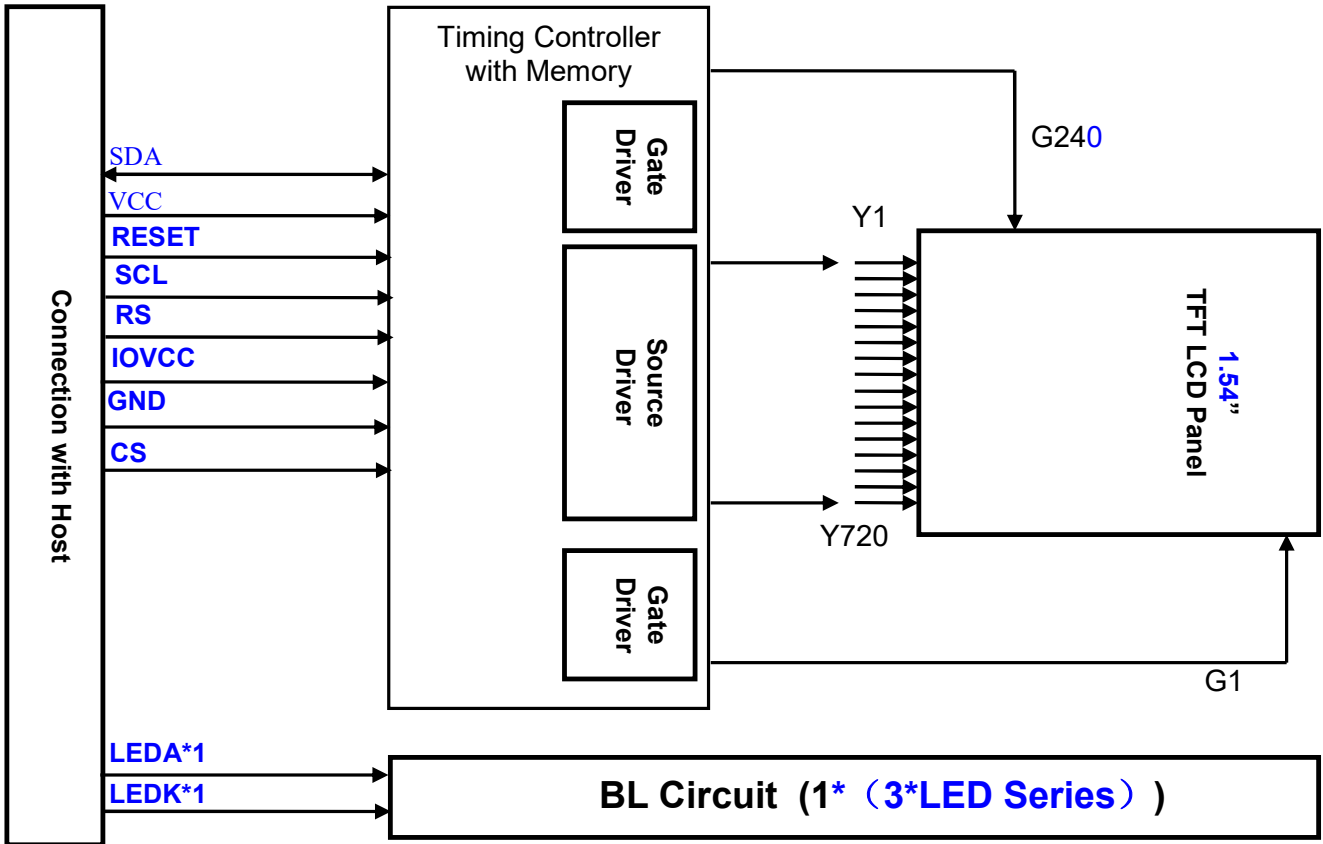 Timing Controller
with Memory
Gate
Driver
G240
SDA
VCC
RESET
SCL
RS
IOVCC
GND
CS
Connection with Host
Source
Driver
Y1
Y720
1.54”
TFT LCD Panel
Gate
Driver
G1
LEDA*1
LEDK*1
BL Circuit (1*（3*LED Series）)